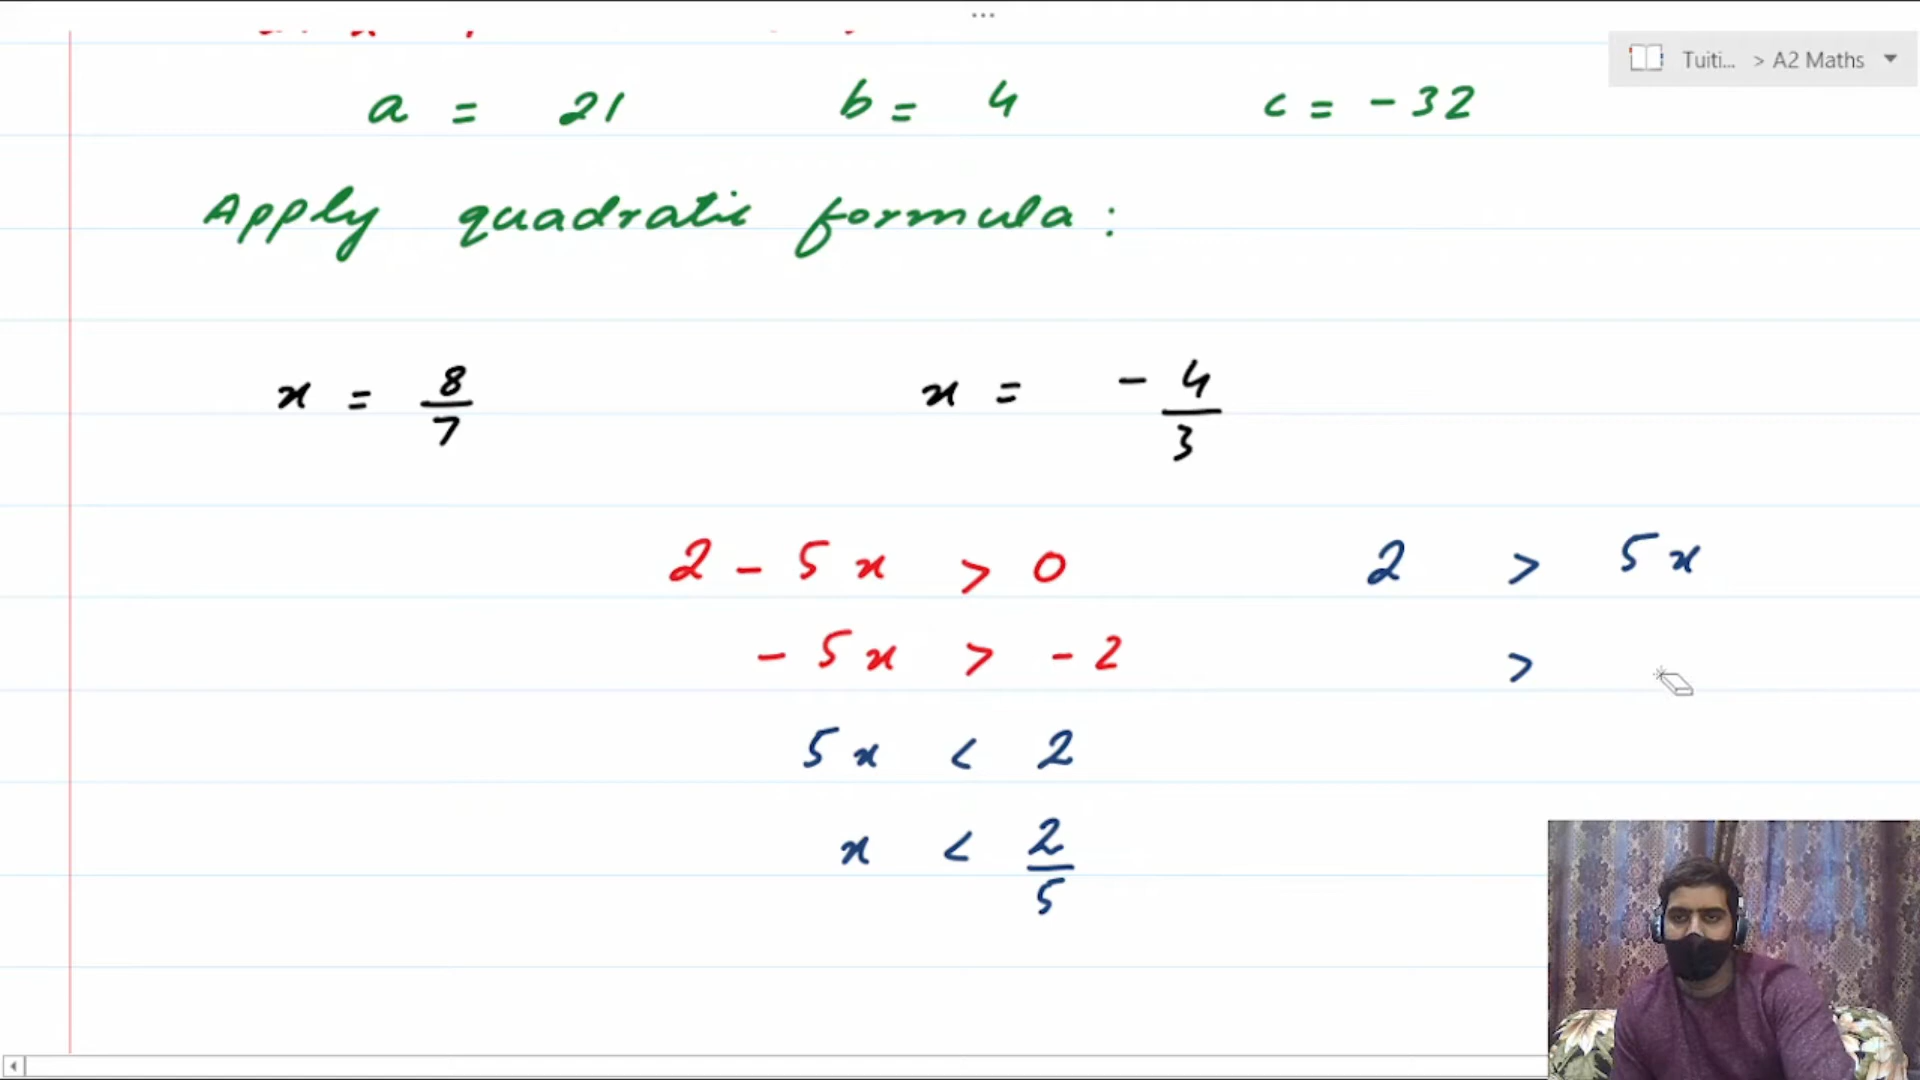 ...
Tuiti... > A2 Maths
a = 21 b = 4 c = -32
Apply quadratic formula:
x = 8/7 x = -4/3
2 - 5x > 0 2 > 5x
-5x > -2 >
5x < 2
x < 2/5